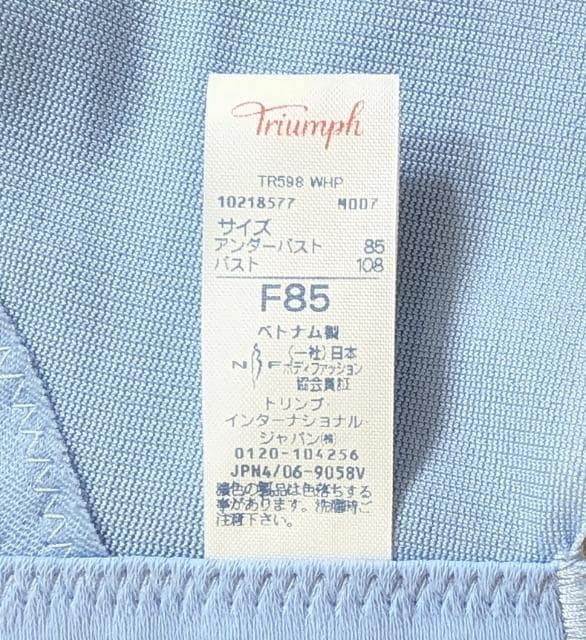 Triumph
TR598 WHP
10218577 M007
サイズ
アンダーバスト 85
バスト 108
F85
ベトナム製
(一社)日本
N F ボディファッション
協会賛証
トリンプ・
インターナショナル・
ジャパン㈱
0120-104256
JPN4/06-9058V
濃色の製品は色落ちする
事があります。洗濯時ご
注意下さい。